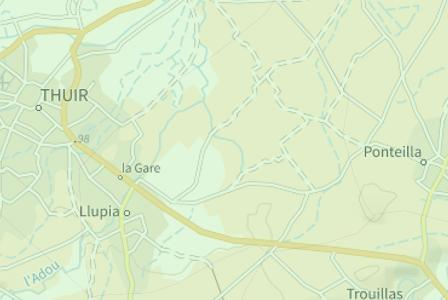 THUIR
98
la Gare
Ponteilla
Llupia
l'Adou
Trouillas